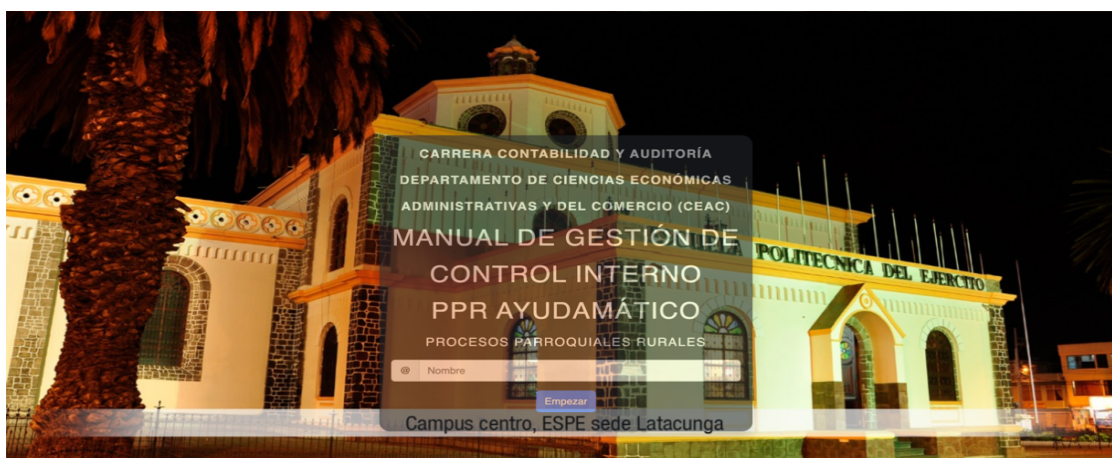 CARRERA CONTABILIDAD Y AUDITORÍA
DEPARTAMENTO DE CIENCIAS ECONÓMICAS
ADMINISTRATIVAS Y DEL COMERCIO (CEAC)
MANUAL DE GESTIÓN DE
CONTROL INTERNO
PPR AYUDAMÁTICO
PROCESOS PARROQUIALES RURALES
@ Nombre
Empezar
Campus centro, ESPE sede Latacunga
POLITECNICA DEL EJERCITO